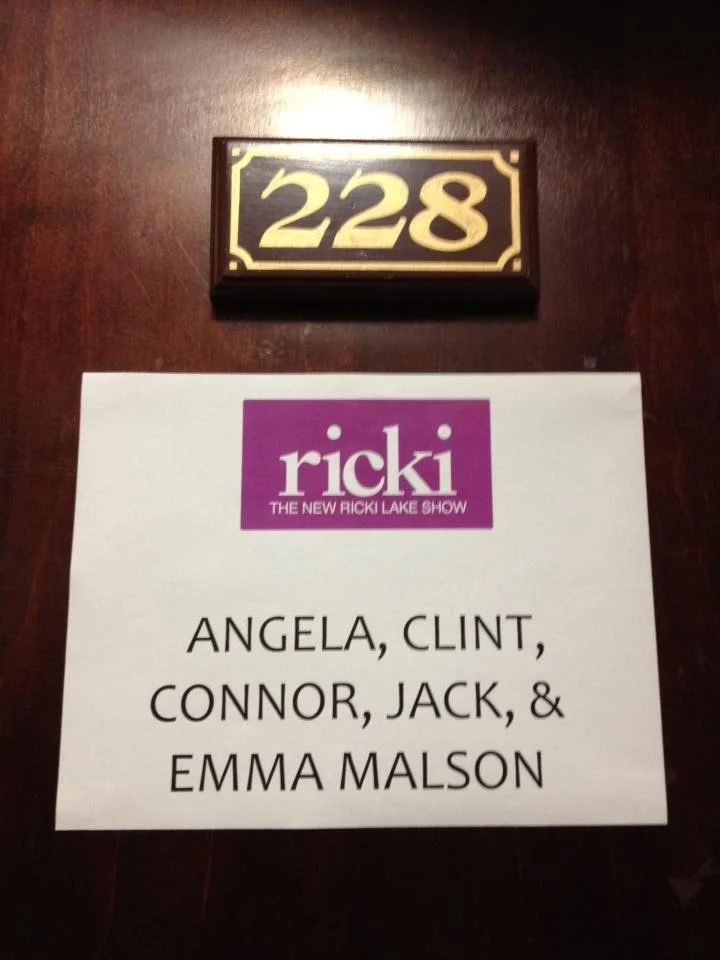 228
ricki
THE NEW RICKI LAKE SHOW
ANGELA, CLINT,
CONNOR, JACK, &
EMMA MALSON